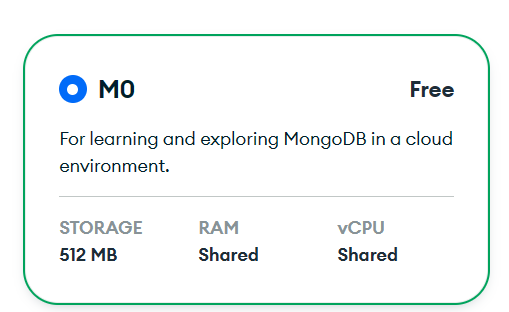 M0 Free
For learning and exploring MongoDB in a cloud
environment.
STORAGE RAM vCPU
512 MB Shared Shared